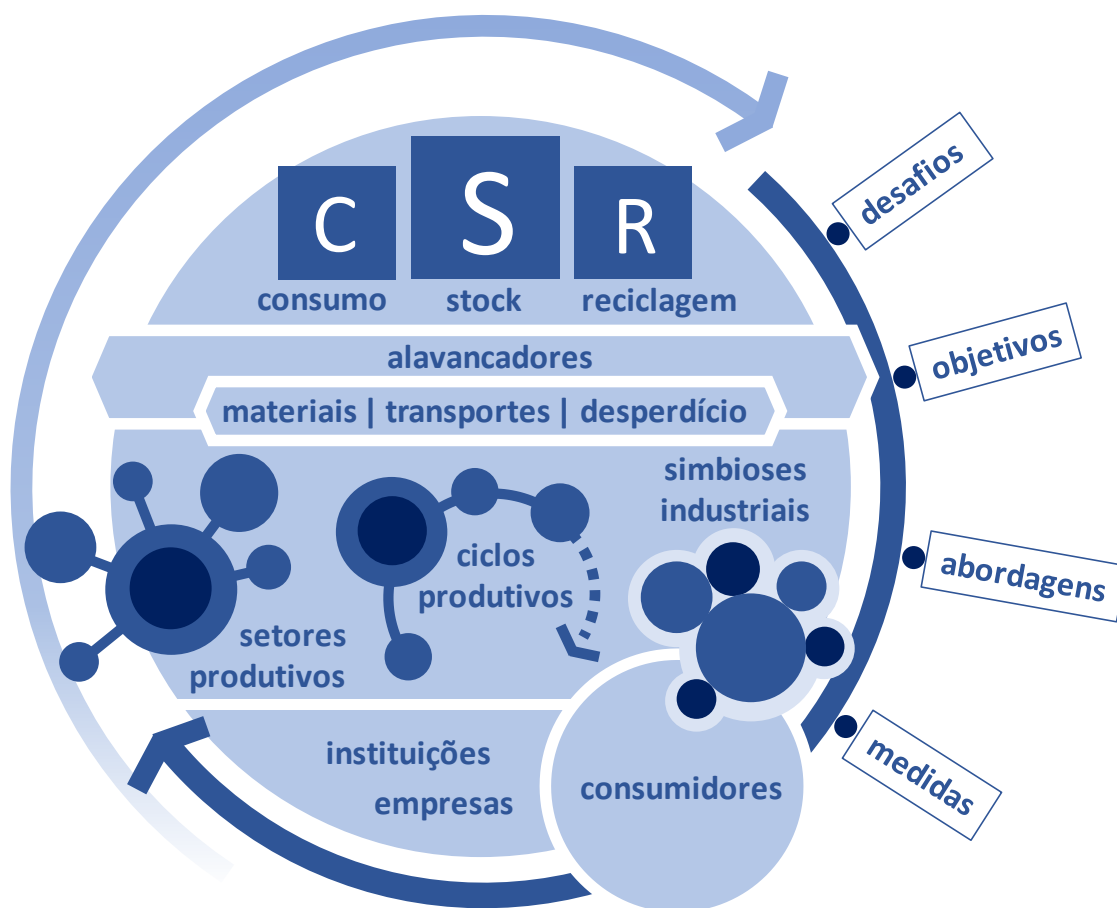 C S R
consumo stock reciclagem
alavancadores
materiais | transportes | desperdício
setores
produtivos
ciclos
produtivos
simbioses
industriais
instituições
empresas
consumidores
desafios
objetivos
abordagens
medidas